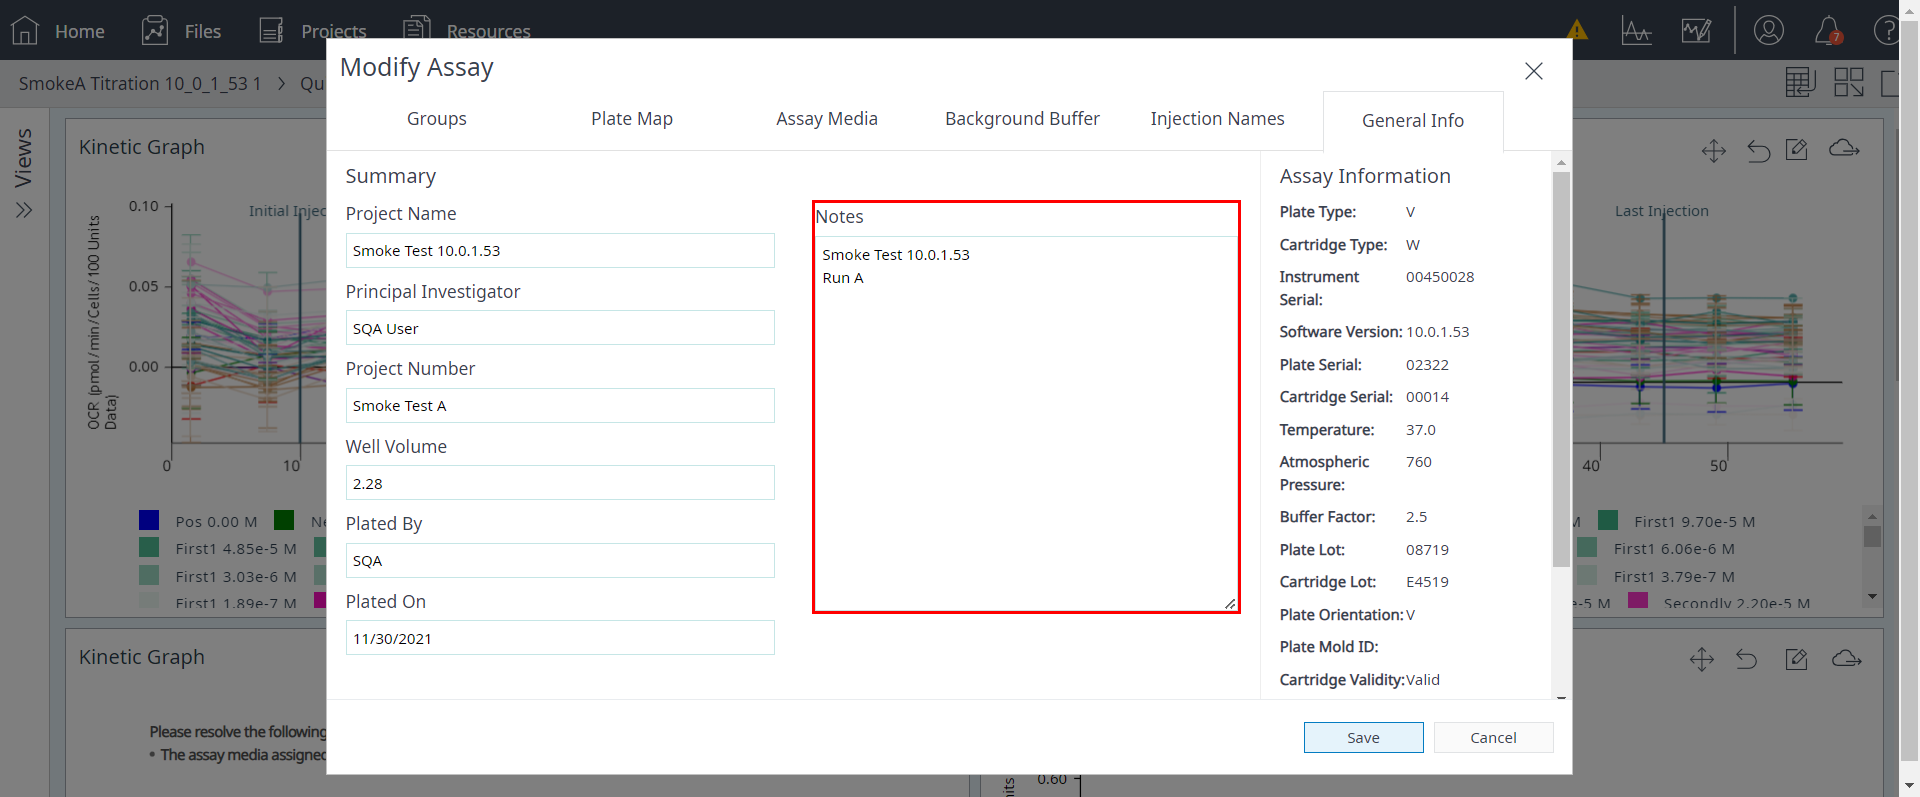 Home
Files
Projects
Resources
7
SmokeA Titration 10_0_1_53 1
Qu
Views
Kinetic Graph
0.10
0.05
0.00
OCR (pmol/min/Cells/100 Units
Data)
Initial Injec
0
10
Pos 0.00 M
Ne
First1 4.85e-5 M
First1 3.03e-6 M
First1 1.89e-7 M
Kinetic Graph
Please resolve the following
• The assay media assigned
Modify Assay
Groups
Plate Map
Assay Media
Background Buffer
Injection Names
General Info
Summary
Project Name
Smoke Test 10.0.1.53
Principal Investigator
SQA User
Project Number
Smoke Test A
Well Volume
2.28
Plated By
SQA
Plated On
11/30/2021
Notes
Smoke Test 10.0.1.53
Run A
Assay Information
Plate Type: V
Cartridge Type: W
Instrument 00450028
Serial:
Software Version: 10.0.1.53
Plate Serial: 02322
Cartridge Serial: 00014
Temperature: 37.0
Atmospheric 760
Pressure:
Buffer Factor: 2.5
Plate Lot: 08719
Cartridge Lot: E4519
Plate Orientation: V
Plate Mold ID:
Cartridge Validity: Valid
Save
Cancel
Last Injection
40
50
M
First1 9.70e-5 M
First1 6.06e-6 M
First1 3.79e-7 M
e-5 M
Secondly 2.20e-5 M
0.60
its